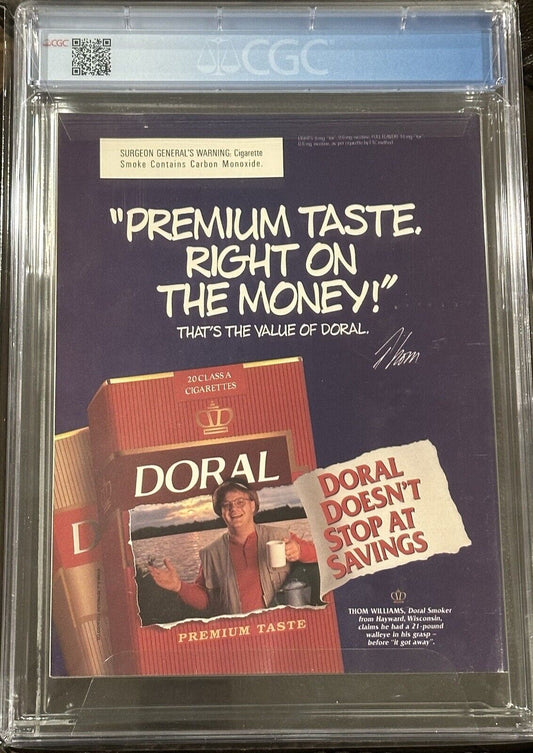 CGC
CGC
SURGEON GENERAL'S WARNING: Cigarette
Smoke Contains Carbon Monoxide.
"PREMIUM TASTE.
RIGHT ON
THE MONEY!"
THAT'S THE VALUE OF DORAL.
Thom
20 CLASS A
CIGARETTES
DORAL
D
PREMIUM TASTE
DORAL
DOESN'T
STOP AT
SAVINGS
THOM WILLIAMS, Doral Smoker
from Hayward, Wisconsin,
claims he had a 21-pound
walleye in his grasp –
before "it got away".